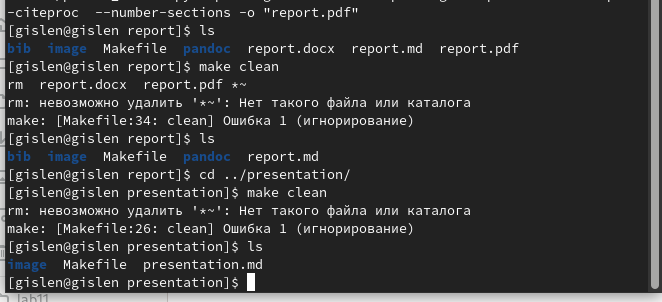 -citeproc  --number-sections -o "report.pdf"
[gislen@gislen report]$ ls
bib  image  Makefile  pandoc  report.docx  report.md  report.pdf
[gislen@gislen report]$ make clean
rm  report.docx  report.pdf *~
rm: невозможно удалить '*~': Нет такого файла или каталога
make: [Makefile:34: clean] Ошибка 1 (игнорирование)
[gislen@gislen report]$ ls
bib  image  Makefile  pandoc  report.md
[gislen@gislen report]$ cd ../presentation/
[gislen@gislen presentation]$ make clean
rm: невозможно удалить '*~': Нет такого файла или каталога
make: [Makefile:26: clean] Ошибка 1 (игнорирование)
[gislen@gislen presentation]$ ls
image  Makefile  presentation.md
[gislen@gislen presentation]$
lab11